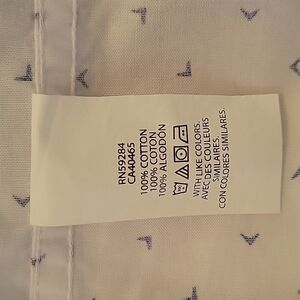 RN59284
CA40465
100% COTTON
100% COTON
100% ALGODÓN
WITH LIKE COLORS.
AVEC DES COULEURS
SIMILAIRES.
CON COLORES SIMILARES.